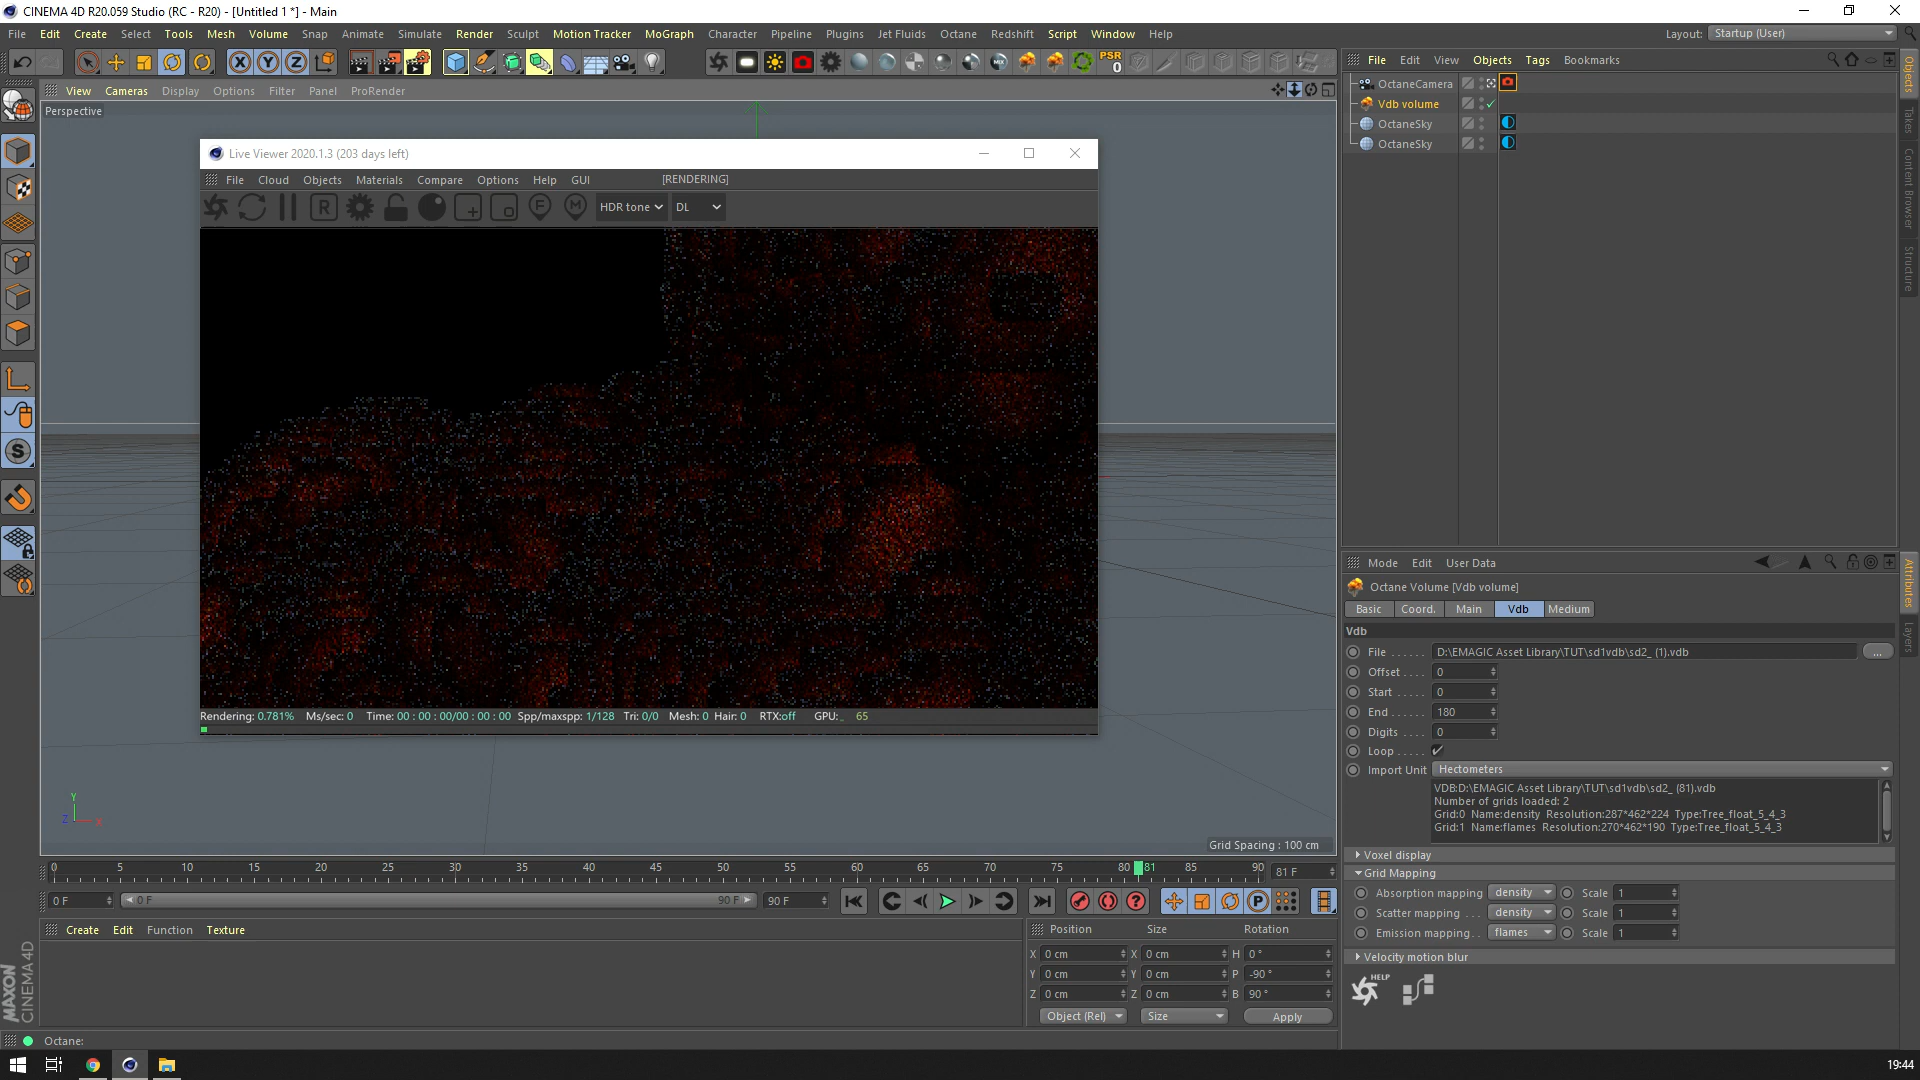 CINEMA 4D R20.059 Studio (RC - R20) - [Untitled 1 *] - Main
File Edit Create Select Tools Mesh Volume Snap Animate Simulate Render Sculpt Motion Tracker MoGraph Character Pipeline Plugins Jet Fluids Octane Redshift Script Window Help
Layout: Startup (User)
PSR
0
View Cameras Display Options Filter Panel ProRender
Perspective
Live Viewer 2020.1.3 (203 days left)
File Cloud Objects Materials Compare Options Help GUI [RENDERING]
HDR tone DL
Rendering: 0.781% Ms/sec: 0 Time: 00 : 00 : 00/00 : 00 : 00 Spp/maxspp: 1/128 Tri: 0/0 Mesh: 0 Hair: 0 RTX:off GPU:_ 65
Y
Z X
Grid Spacing : 100 cm
0 5 10 15 20 25 30 35 40 45 50 55 60 65 70 75 80 81 85 90
81 F
0 F 0 F 90 F 90 F
Create Edit Function Texture
Position Size Rotation
X 0 cm X 0 cm H 0 °
Y 0 cm Y 0 cm P -90 °
Z 0 cm Z 0 cm B 90 °
Object (Rel) Size Apply
MAXON
CINEMA 4D
Octane:
File Edit View Objects Tags Bookmarks
OctaneCamera
Vdb volume
OctaneSky
OctaneSky
Objects
Takes
Content Browser
Structure
Mode Edit User Data
Octane Volume [Vdb volume]
Basic Coord. Main Vdb Medium
Vdb
File . . . . . . D:\EMAGIC Asset Library\TUT\sd1vdb\sd2_ (1).vdb ...
Offset . . . . 0
Start . . . . . 0
End . . . . . . 180
Digits . . . . 0
Loop . . . . .
Import Unit Hectometers
VDB:D:\EMAGIC Asset Library\TUT\sd1vdb\sd2_ (81).vdb
Number of grids loaded: 2
Grid:0 Name:density Resolution:287*462*224 Type:Tree_float_5_4_3
Grid:1 Name:flames Resolution:270*462*190 Type:Tree_float_5_4_3
Voxel display
Grid Mapping
Absorption mapping density Scale 1
Scatter mapping . . . density Scale 1
Emission mapping. . flames Scale 1
Velocity motion blur
HELP
Attributes
Layers
19:44